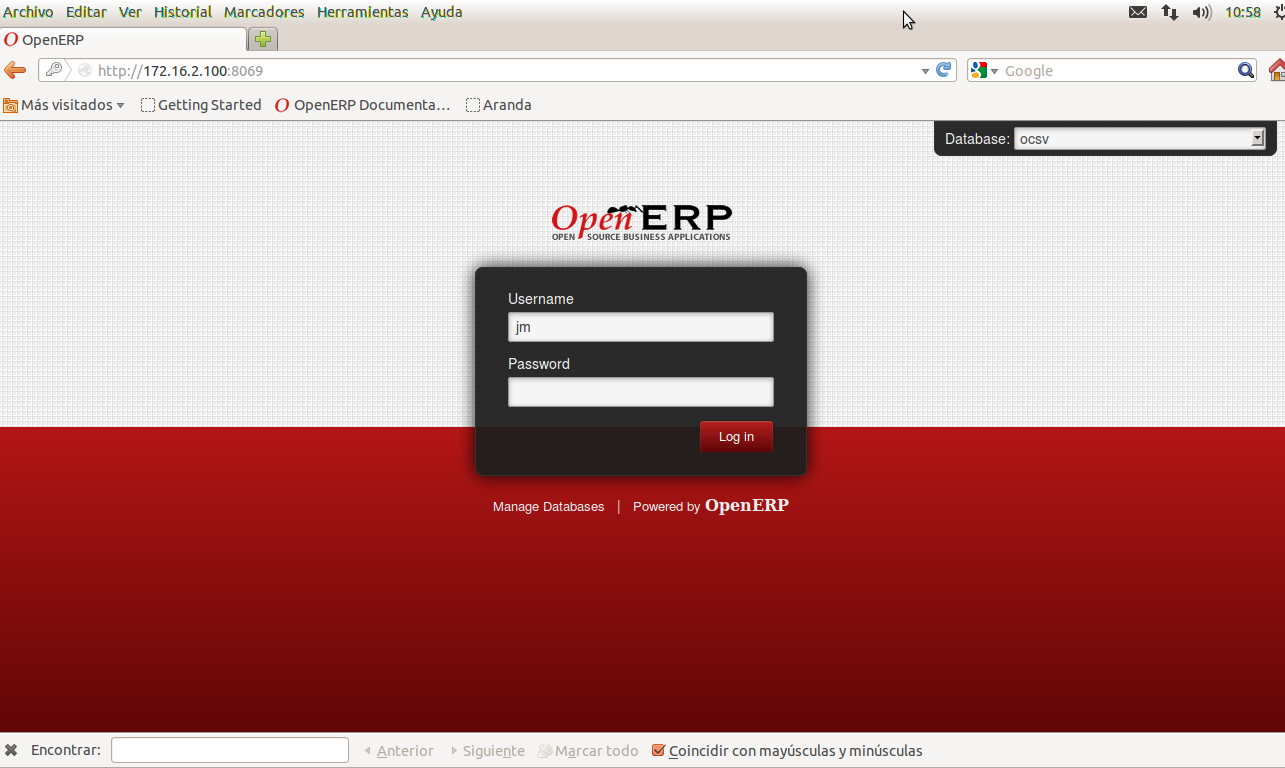 Archivo Editar Ver Historial Marcadores Herramientas Ayuda 10:58
OpenERP
http://172.16.2.100:8069 Google
Más visitados Getting Started OpenERP Documenta... Aranda
Database: ocsv
Open ERP
OPEN SOURCE BUSINESS APPLICATIONS
Username
jm
Password
Log in
Manage Databases | Powered by OpenERP
Encontrar: Anterior Siguiente Marcar todo Coincidir con mayúsculas y minúsculas